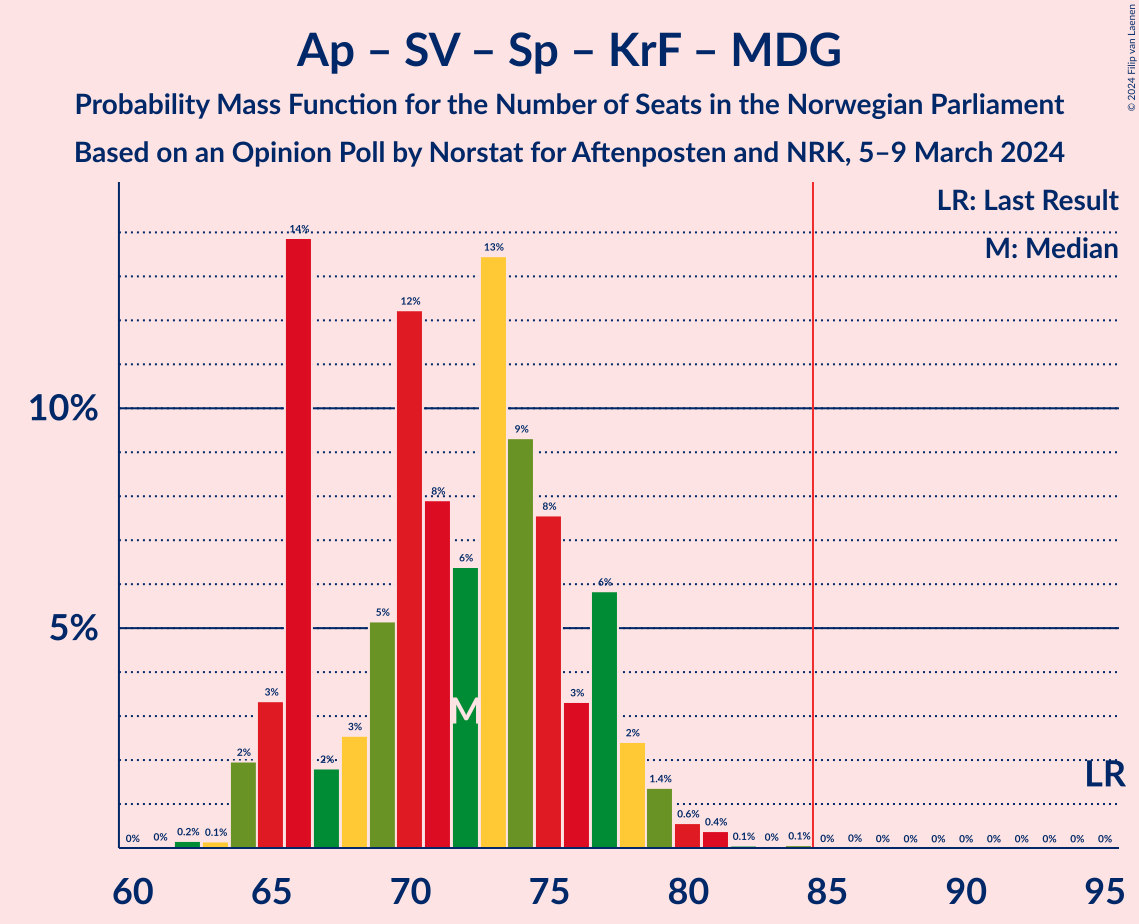 Ap – SV – Sp – KrF – MDG
Probability Mass Function for the Number of Seats in the Norwegian Parliament
Based on an Opinion Poll by Norstat for Aftenposten and NRK, 5–9 March 2024
© 2024 Filip van Laenen
LR: Last Result
M: Median
10%
5%
0% 0% 0.2% 0.1% 2% 3% 14% 2% 3% 5% 12% 8% 6% 13% 9% 8% 3% 6% 2% 1.4% 0.6% 0.4% 0.1% 0% 0.1% 0% 0% 0% 0% 0% 0% 0% 0% 0% 0% 0%
M
LR
60 65 70 75 80 85 90 95